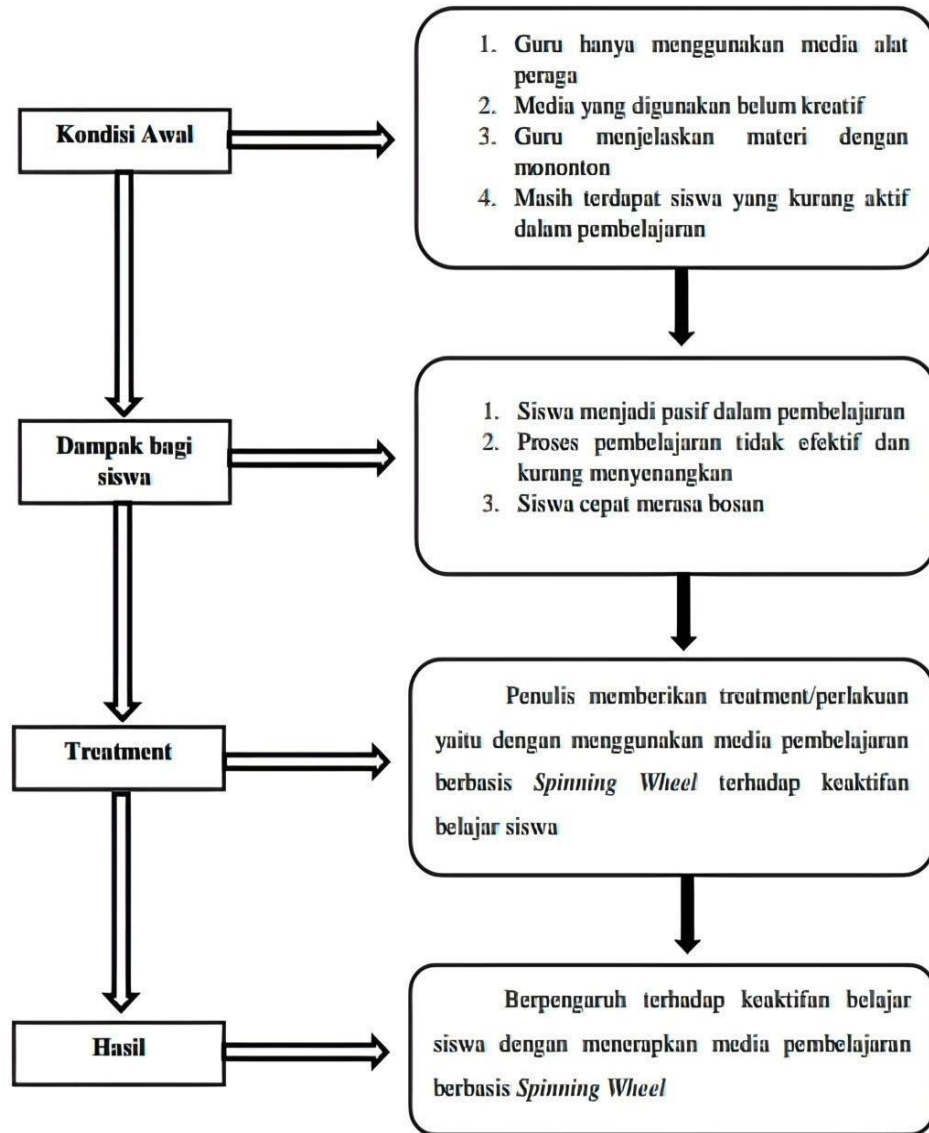 Kondisi Awal
1. Guru hanya menggunakan media alat
peraga
2. Media yang digunakan belum kreatif
3. Guru menjelaskan materi dengan
mononton
4. Masih terdapat siswa yang kurang aktif
dalam pembelajaran
Dampak bagi
siswa
1. Siswa menjadi pasif dalam pembelajaran
2. Proses pembelajaran tidak efektif dan
kurang menyenangkan
3. Siswa cepat merasa bosan
Treatment
Penulis memberikan treatment/perlakuan
yaitu dengan menggunakan media pembelajaran
berbasis Spinning Wheel terhadap keaktifan
belajar siswa
Hasil
Berpengaruh terhadap keaktifan belajar
siswa dengan menerapkan media pembelajaran
berbasis Spinning Wheel